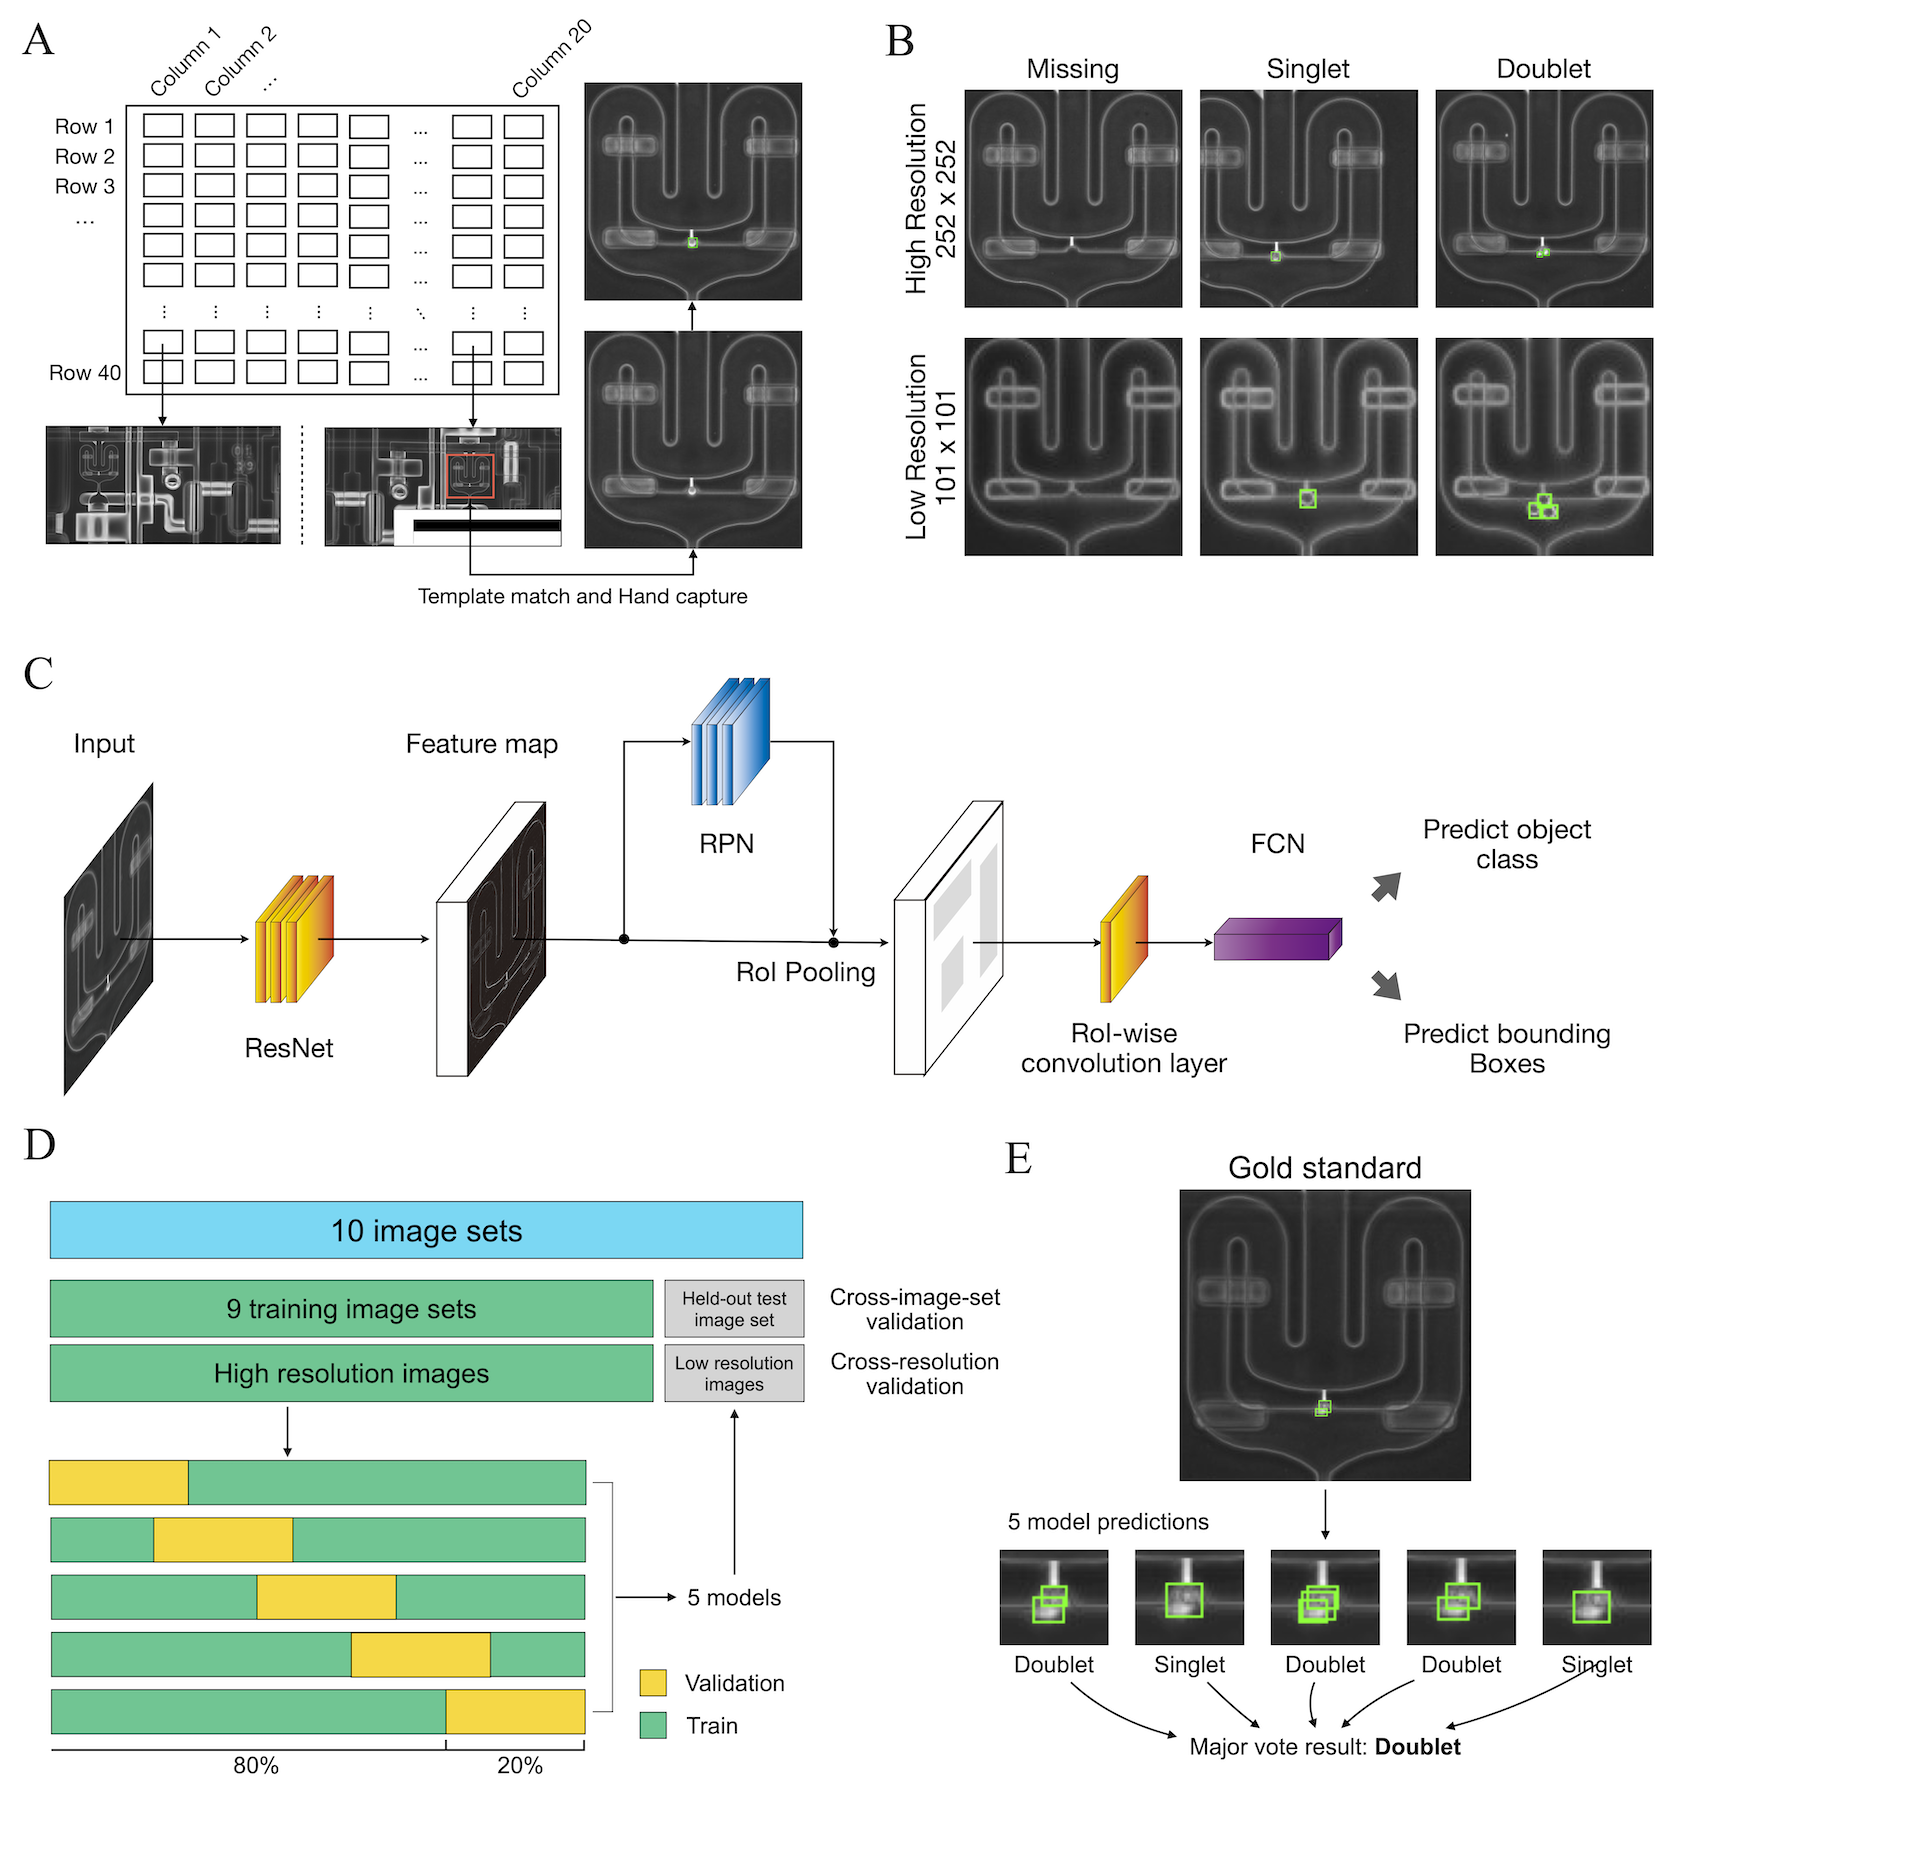 A
Column 1
Column 2
...
Column 20
Row 1
Row 2
Row 3
...
Row 40
Template match and Hand capture
B
Missing
Singlet
Doublet
High Resolution
252 x 252
Low Resolution
101 x 101
C
Input
Feature map
RPN
ResNet
RoI Pooling
RoI-wise
convolution layer
FCN
Predict object
class
Predict bounding
Boxes
D
10 image sets
9 training image sets
Held-out test
image set
Cross-image-set
validation
High resolution images
Low resolution
images
Cross-resolution
validation
5 models
Validation
Train
80%
20%
E
Gold standard
5 model predictions
Doublet
Singlet
Doublet
Doublet
Singlet
Major vote result: Doublet